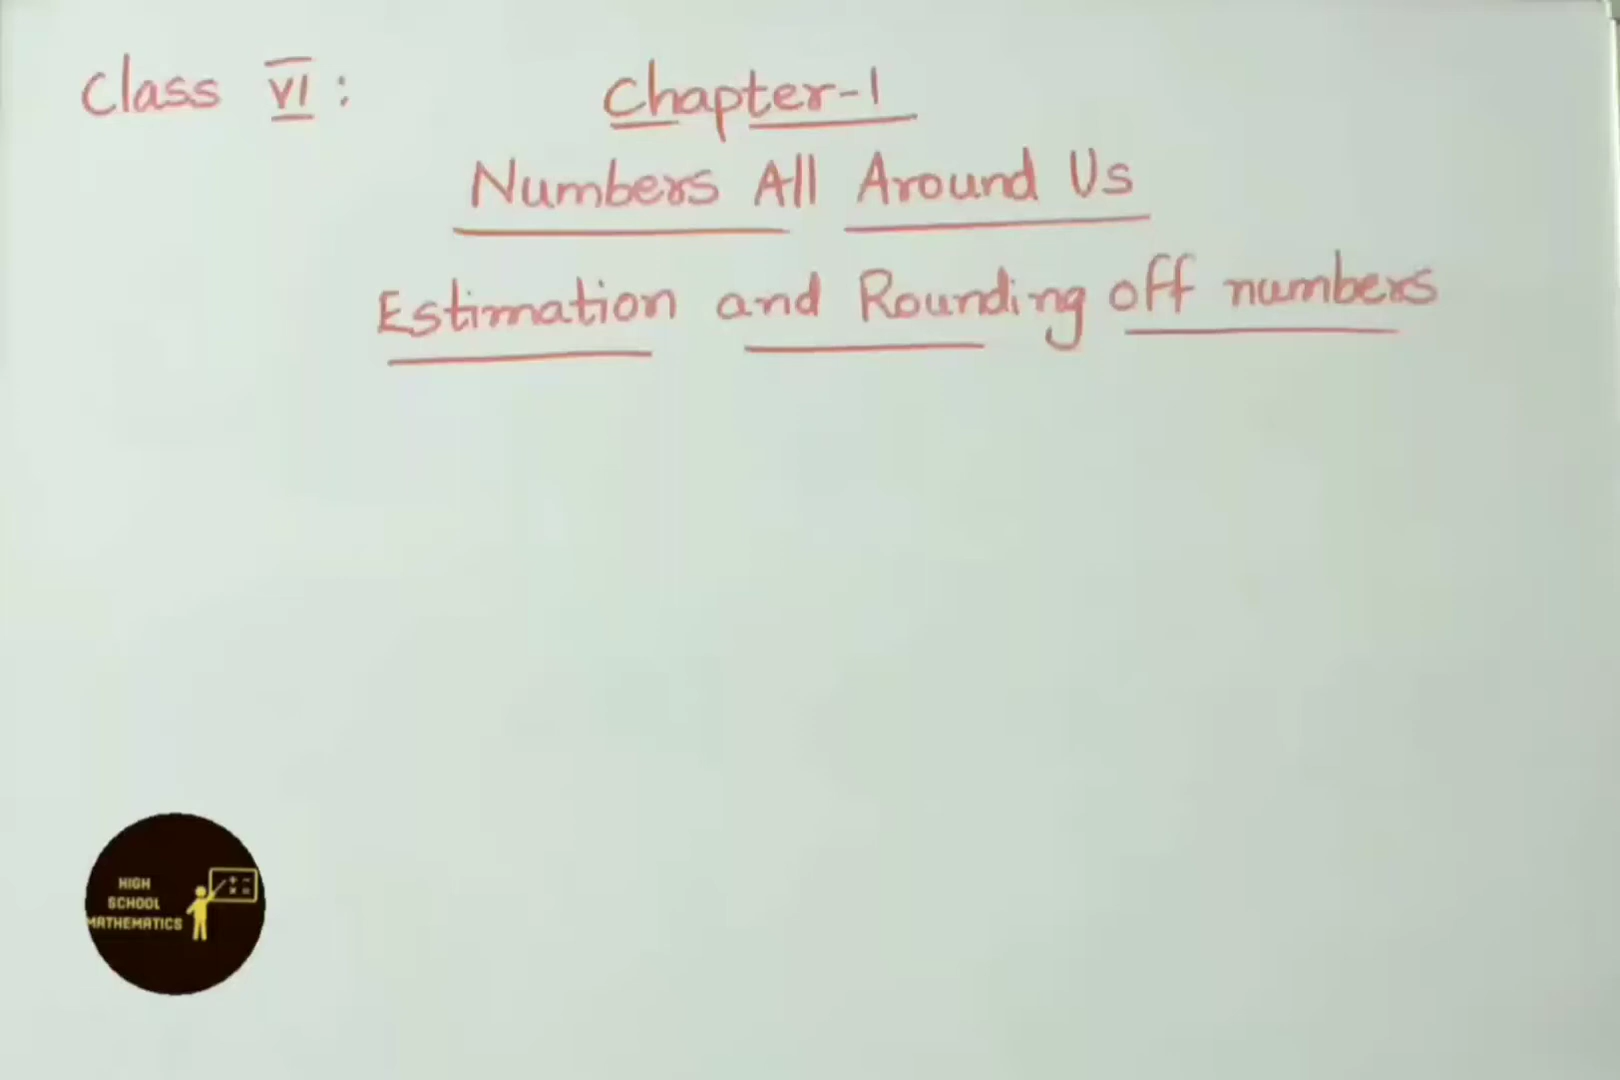 Class VI :
Chapter-1
Numbers All Around Us
Estimation and Rounding off numbers
HIGH
SCHOOL
MATHEMATICS